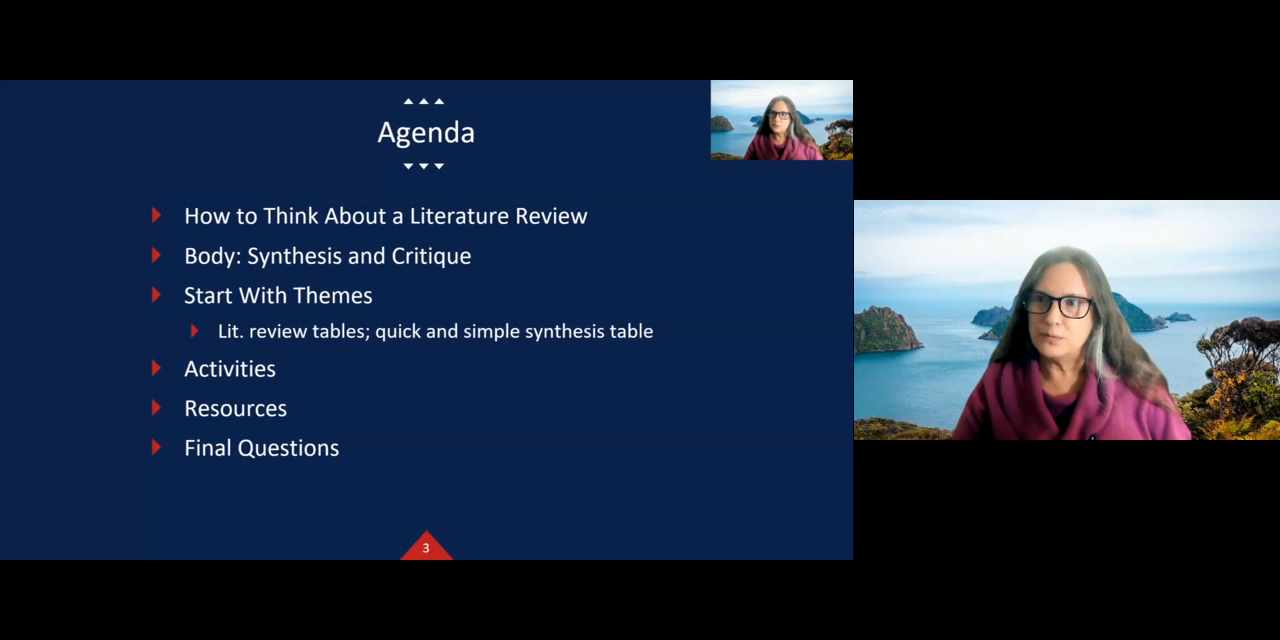 Agenda
How to Think About a Literature Review
Body: Synthesis and Critique
Start With Themes
Lit. review tables; quick and simple synthesis table
Activities
Resources
Final Questions
3